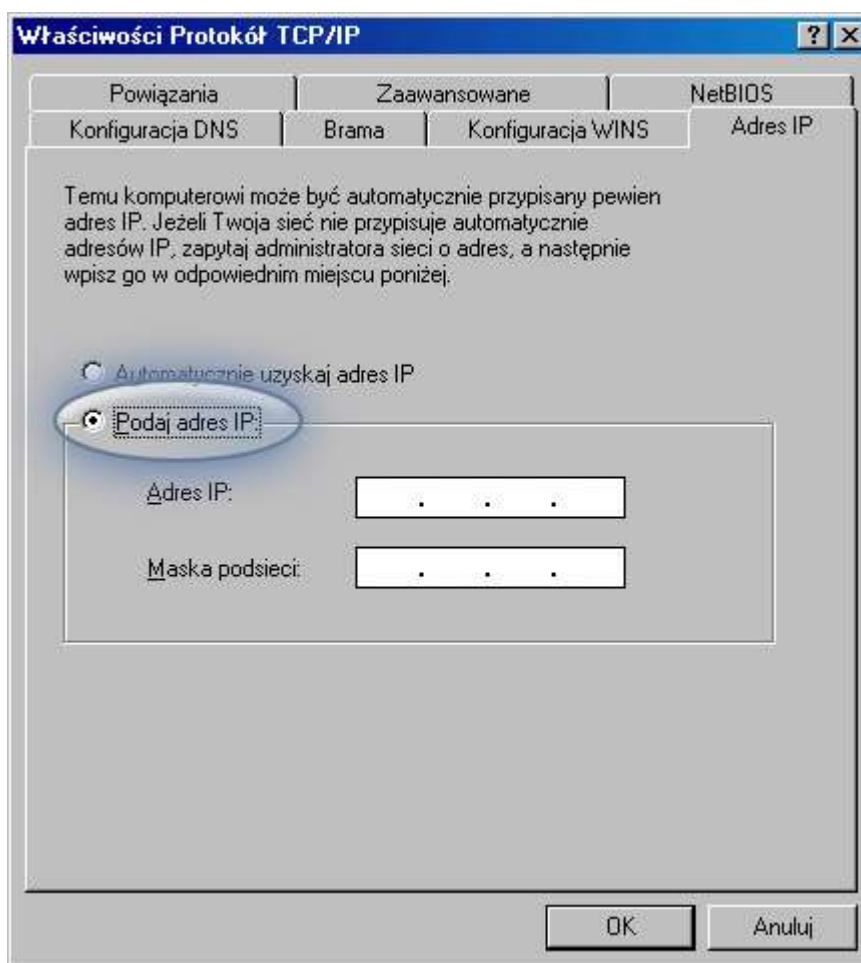 Właściwości Protokół TCP/IP
Powiązania Zaawansowane NetBIOS
Konfiguracja DNS Brama Konfiguracja WINS Adres IP
Temu komputerowi może być automatycznie przypisany pewien
adres IP. Jeżeli Twoja sieć nie przypisuje automatycznie
adresów IP, zapytaj administratora sieci o adres, a następnie
wpisz go w odpowiednim miejscu poniżej.
Automatycznie uzyskaj adres IP
Podaj adres IP:
Adres IP: . . .
Maska podsieci: . . .
OK Anuluj